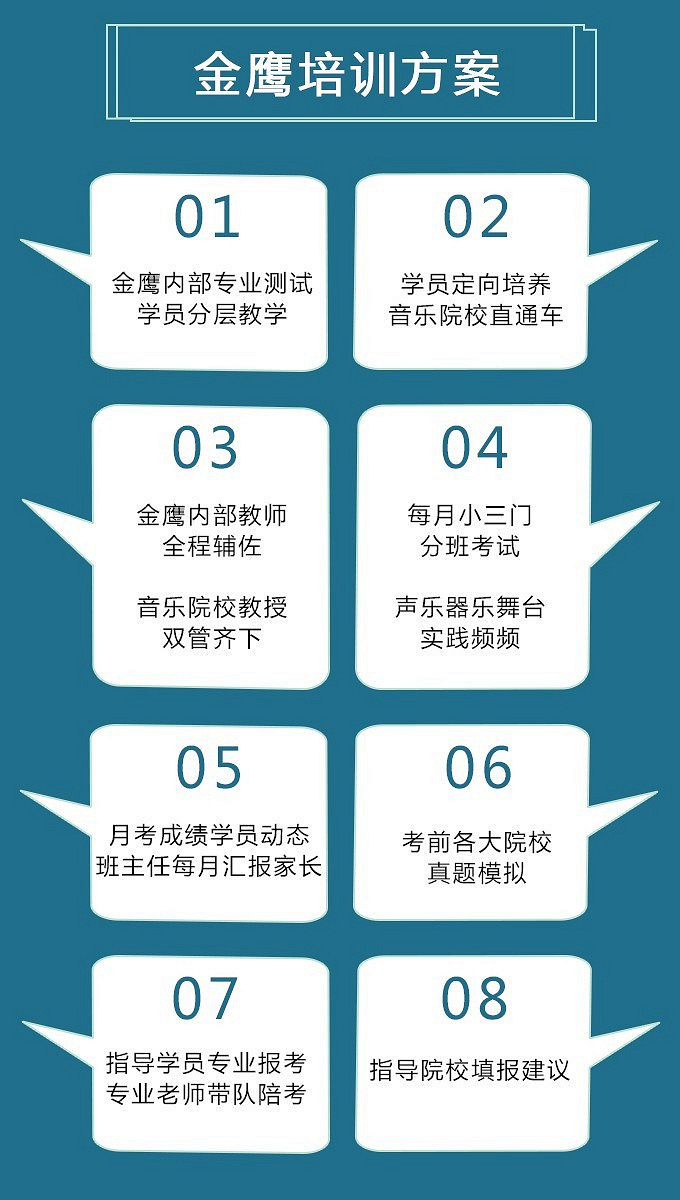 金鹰培训方案
01
金鹰内部专业测试
学员分层教学
02
学员定向培养
音乐院校直通车
03
金鹰内部教师
全程辅佐
音乐院校教授
双管齐下
04
每月小三门
分班考试
声乐器乐舞台
实践频频
05
月考成绩学员动态
班主任每月汇报家长
06
考前各大院校
真题模拟
07
指导学员专业报考
专业老师带队陪考
08
指导院校填报建议